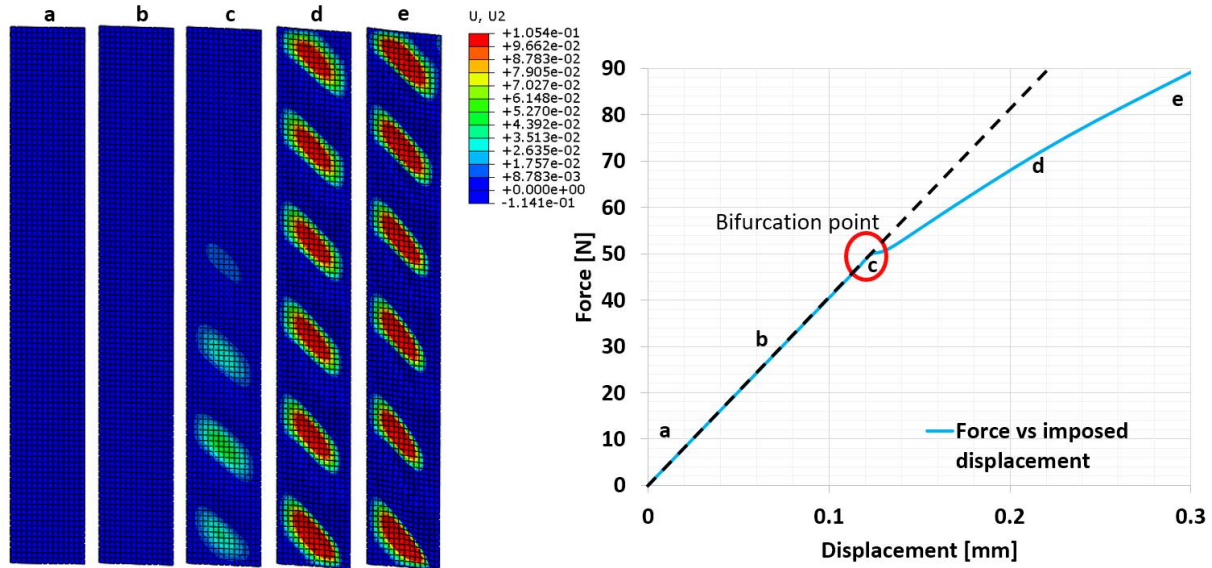 a b c d e
U, U2
+1.054e-01
+9.662e-02
+8.783e-02
+7.905e-02
+7.027e-02
+6.148e-02
+5.270e-02
+4.392e-02
+3.513e-02
+2.635e-02
+1.757e-02
+8.783e-03
+0.000e+00
-1.141e-01
Force [N]
90
80
70
60
50
40
30
20
10
0
Bifurcation point
a
b
c
d
e
Force vs imposed
displacement
0 0.1 0.2 0.3
Displacement [mm]